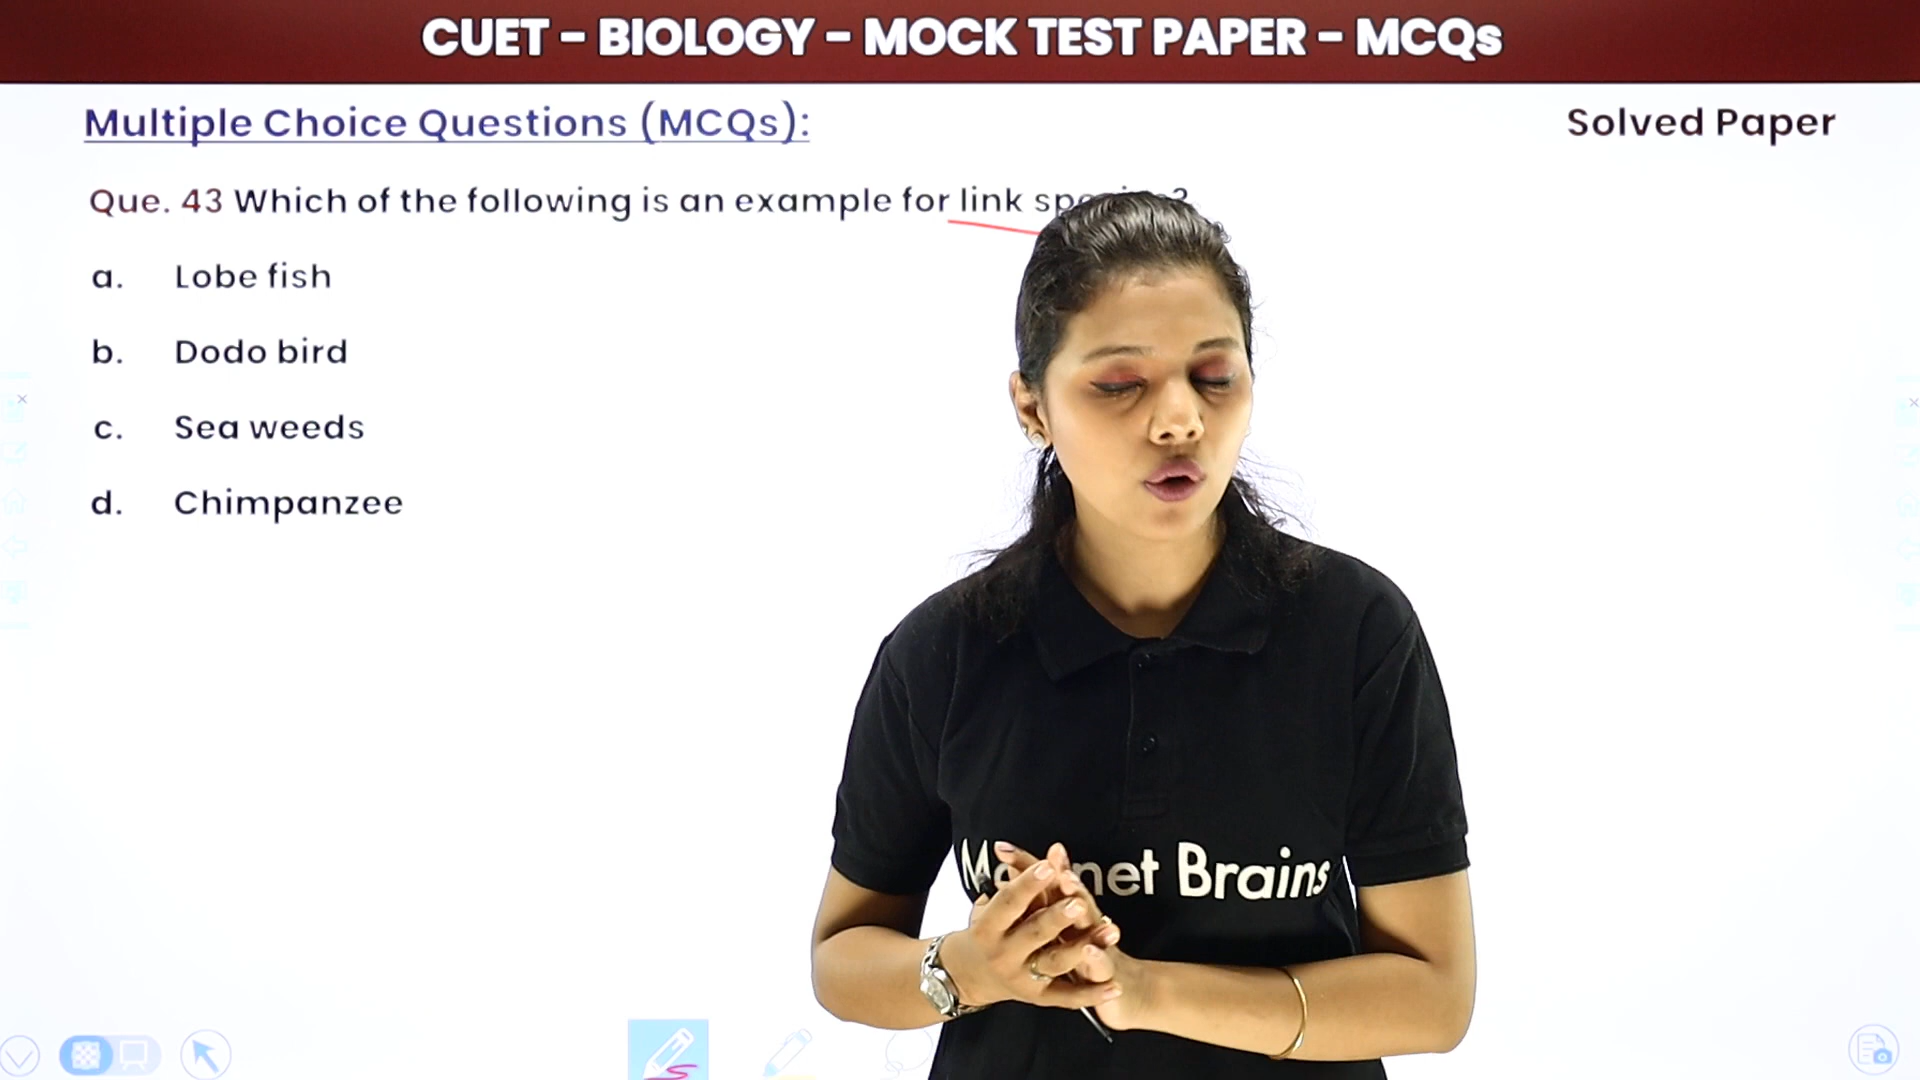 CUET - BIOLOGY - MOCK TEST PAPER - MCQs
Multiple Choice Questions (MCQs):
Solved Paper
Que. 43 Which of the following is an example for link ?
a. Lobe fish
b. Dodo bird
c. Sea weeds
d. Chimpanzee
Brains